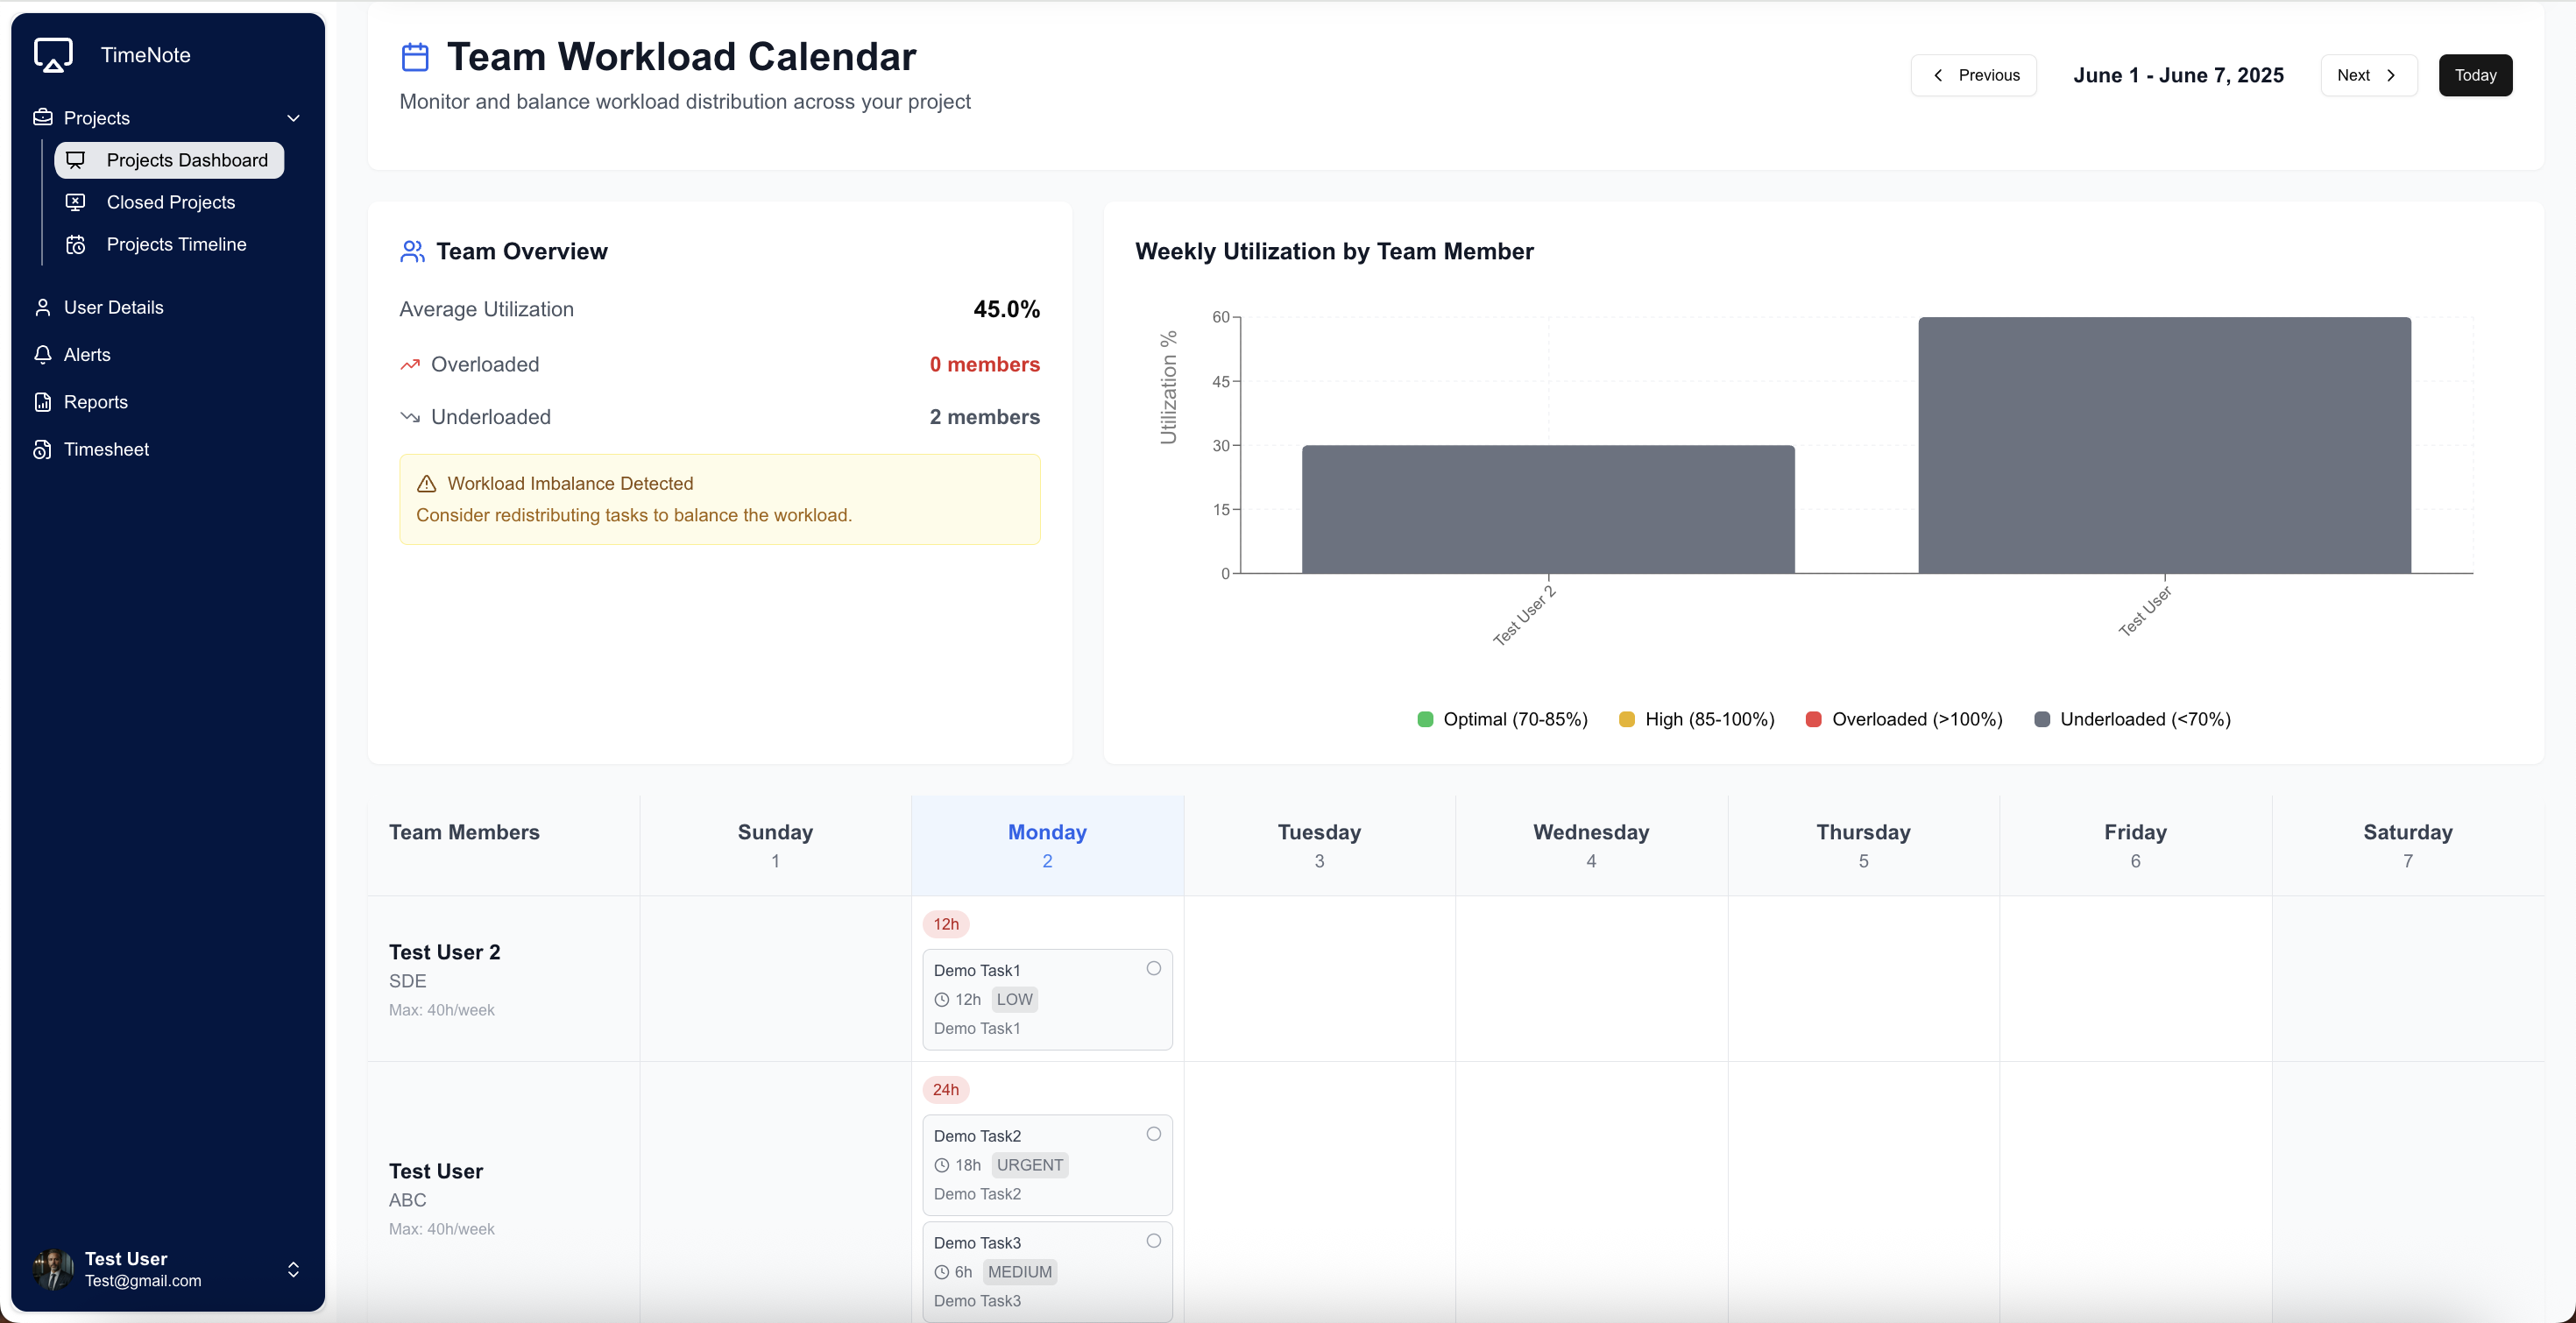 TimeNote
Projects
Projects Dashboard
Closed Projects
Projects Timeline
User Details
Alerts
Reports
Timesheet
Test User
Test@gmail.com
Team Workload Calendar
Monitor and balance workload distribution across your project
Previous
June 1 - June 7, 2025
Next
Today
Team Overview
Average Utilization 45.0%
Overloaded 0 members
Underloaded 2 members
Workload Imbalance Detected
Consider redistributing tasks to balance the workload.
Weekly Utilization by Team Member
Utilization %
60
45
30
15
0
Test User 2
Test User
Optimal (70-85%) High (85-100%) Overloaded (>100%) Underloaded (<70%)
Team Members Sunday Monday Tuesday Wednesday Thursday Friday Saturday
1 2 3 4 5 6 7
Test User 2
SDE
Max: 40h/week
12h
Demo Task1
12h LOW
Demo Task1
Test User
ABC
Max: 40h/week
24h
Demo Task2
18h URGENT
Demo Task2
Demo Task3
6h MEDIUM
Demo Task3